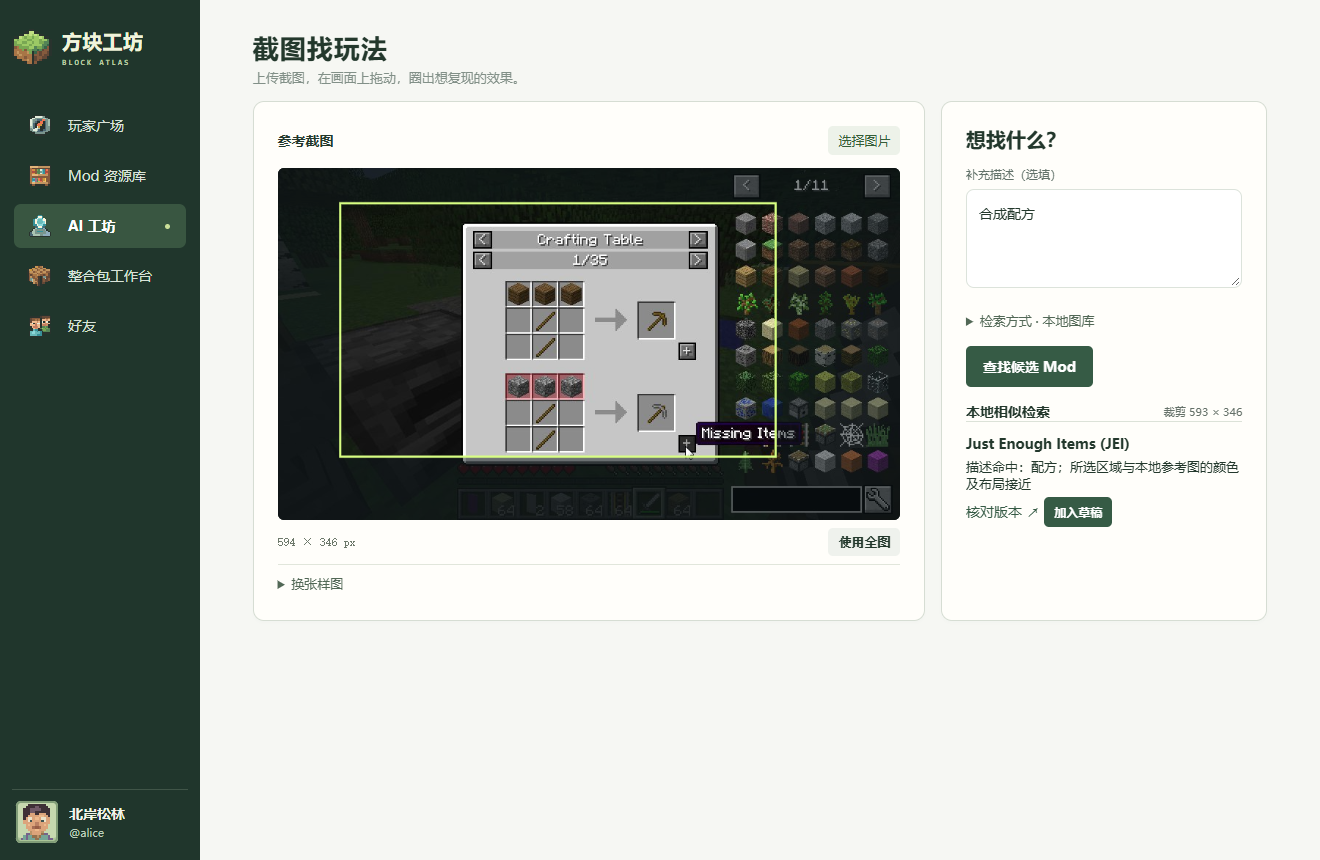 方块工坊
BLOCK ATLAS
玩家广场
Mod 资源库
AI 工坊
整合包工作台
好友
北岸松林
@alice
截图找玩法
上传截图，在画面上拖动，圈出想复现的效果。
参考截图
选择图片
1/11
Crafting Table
1/35
Missing Items
64
2
58
64
64
64
594 × 346 px
使用全图
换张样图
想找什么？
补充描述（选填）
合成配方
检索方式 · 本地图库
查找候选 Mod
本地相似检索
裁剪 593 × 346
Just Enough Items (JEI)
描述命中：配方；所选区域与本地参考图的颜色
及布局接近
核对版本 ↗
加入草稿